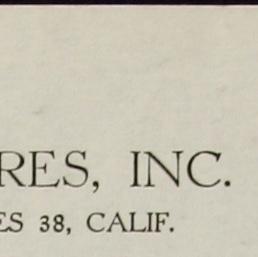 RES, INC.
ES 38, CALIF.